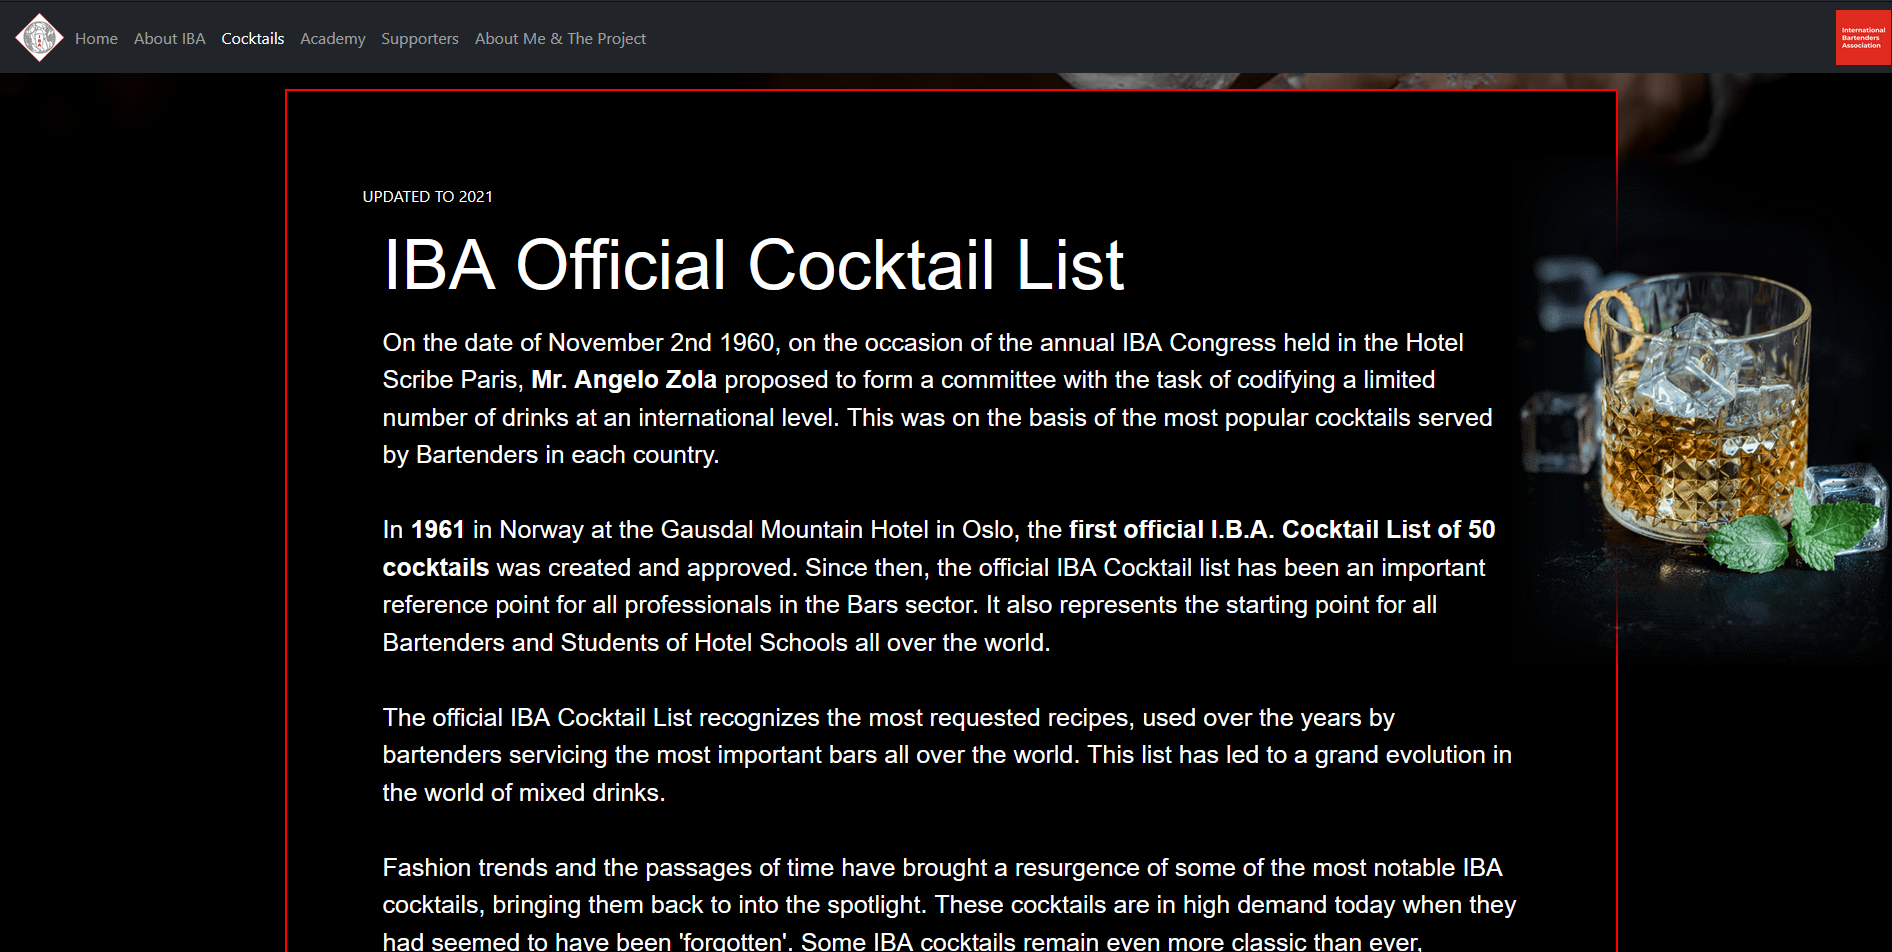 Home About IBA Cocktails Academy Supporters About Me & The Project
International
Bartenders
Association
IBA
UPDATED TO 2021
IBA Official Cocktail List
On the date of November 2nd 1960, on the occasion of the annual IBA Congress held in the Hotel
Scribe Paris, Mr. Angelo Zola proposed to form a committee with the task of codifying a limited
number of drinks at an international level. This was on the basis of the most popular cocktails served
by Bartenders in each country.
In 1961 in Norway at the Gausdal Mountain Hotel in Oslo, the first official I.B.A. Cocktail List of 50
cocktails was created and approved. Since then, the official IBA Cocktail list has been an important
reference point for all professionals in the Bars sector. It also represents the starting point for all
Bartenders and Students of Hotel Schools all over the world.
The official IBA Cocktail List recognizes the most requested recipes, used over the years by
bartenders servicing the most important bars all over the world. This list has led to a grand evolution in
the world of mixed drinks.
Fashion trends and the passages of time have brought a resurgence of some of the most notable IBA
cocktails, bringing them back to into the spotlight. These cocktails are in high demand today when they
had seemed to have been 'forgotten'. Some IBA cocktails remain even more classic than ever,